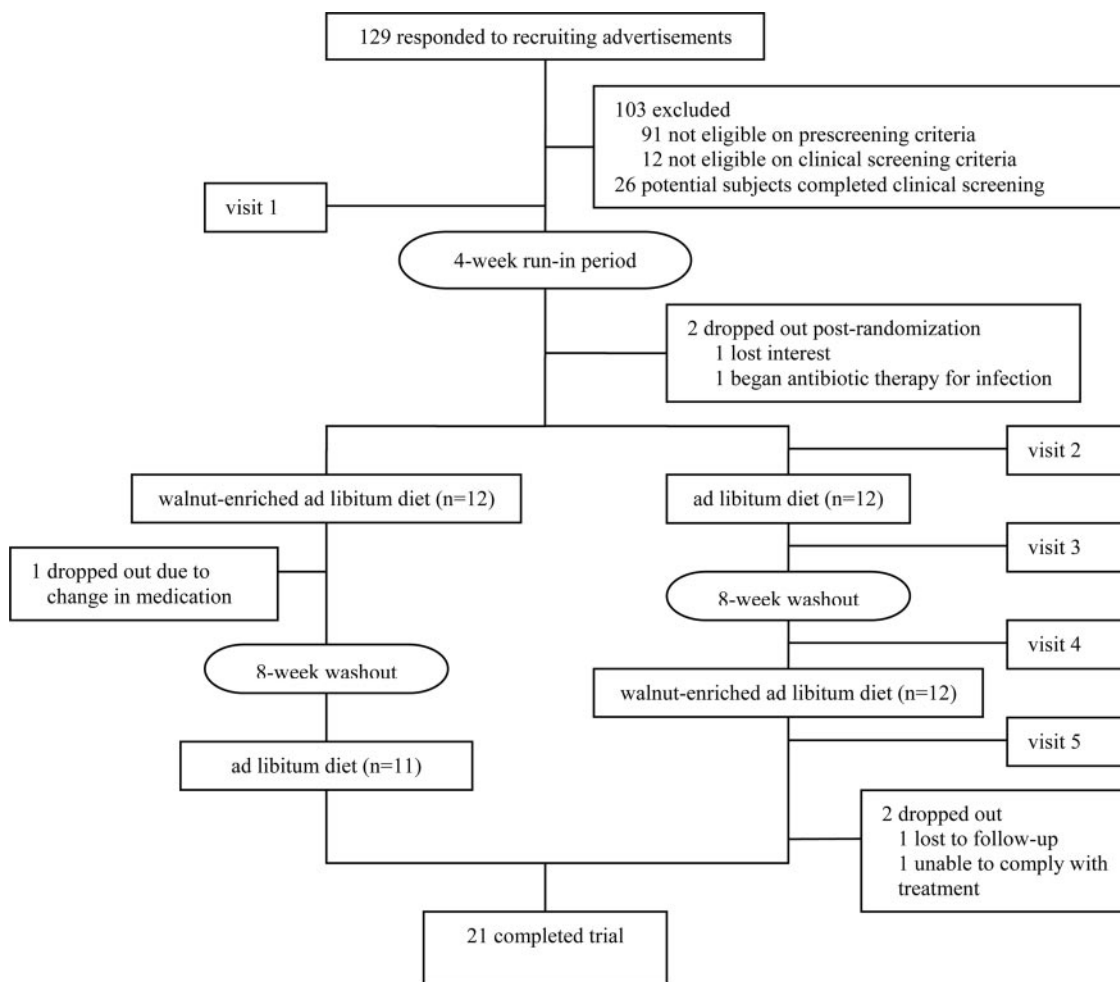 129 responded to recruiting advertisements
103 excluded
91 not eligible on prescreening criteria
12 not eligible on clinical screening criteria
26 potential subjects completed clinical screening
visit 1
4-week run-in period
2 dropped out post-randomization
1 lost interest
1 began antibiotic therapy for infection
visit 2
walnut-enriched ad libitum diet (n=12)
ad libitum diet (n=12)
visit 3
1 dropped out due to
change in medication
8-week washout
visit 4
8-week washout
walnut-enriched ad libitum diet (n=12)
visit 5
ad libitum diet (n=11)
2 dropped out
1 lost to follow-up
1 unable to comply with
treatment
21 completed trial